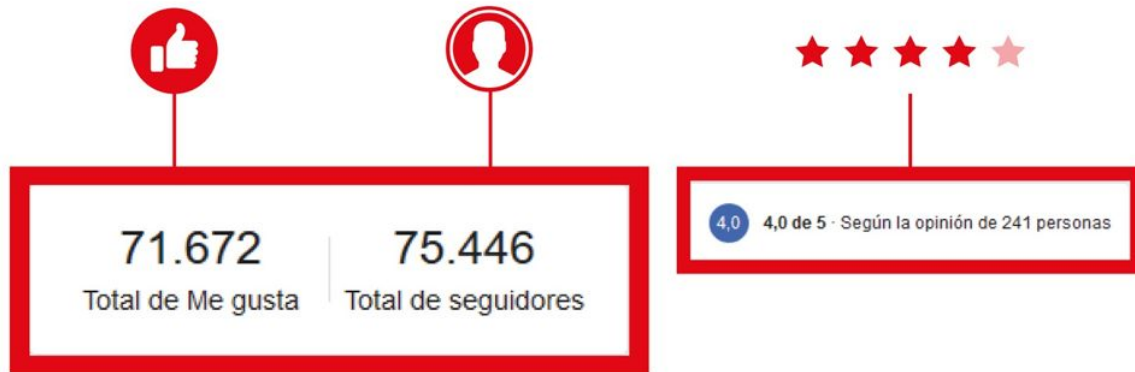 71.672
Total de Me gusta
75.446
Total de seguidores
4,0
4,0 de 5 · Según la opinión de 241 personas